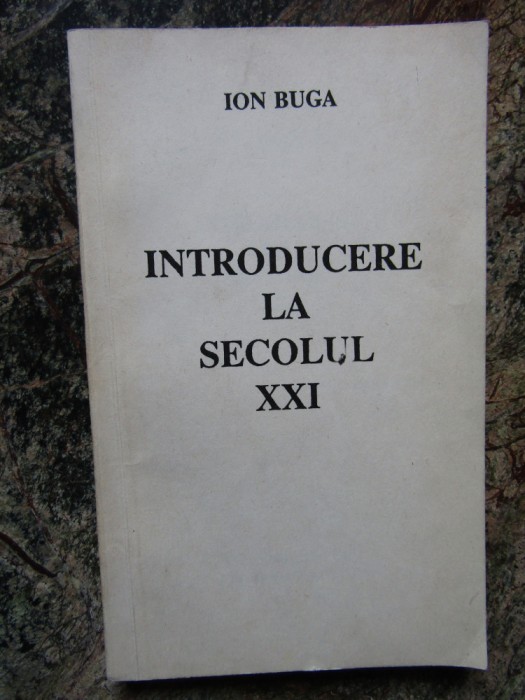 ION BUGA
INTRODUCERE
LA
SECOLUL
XXI